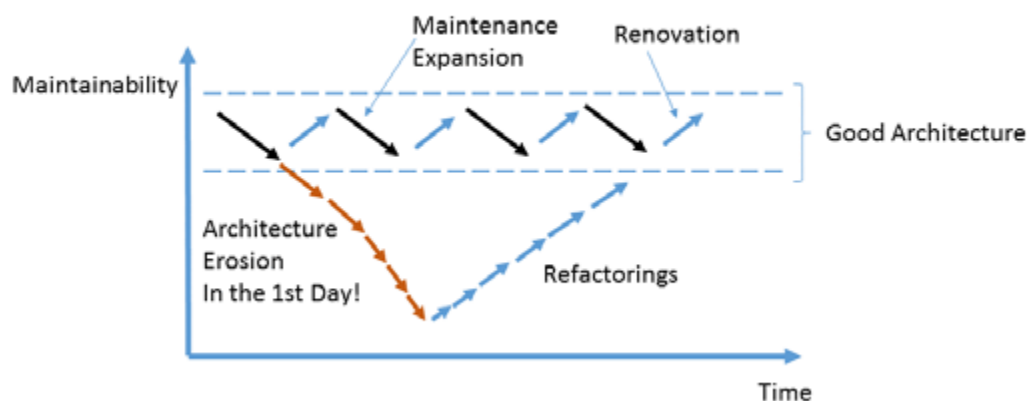 Maintenance
Expansion
Renovation
Maintainability
Good Architecture
Architecture
Erosion
In the 1st Day!
Refactorings
Time